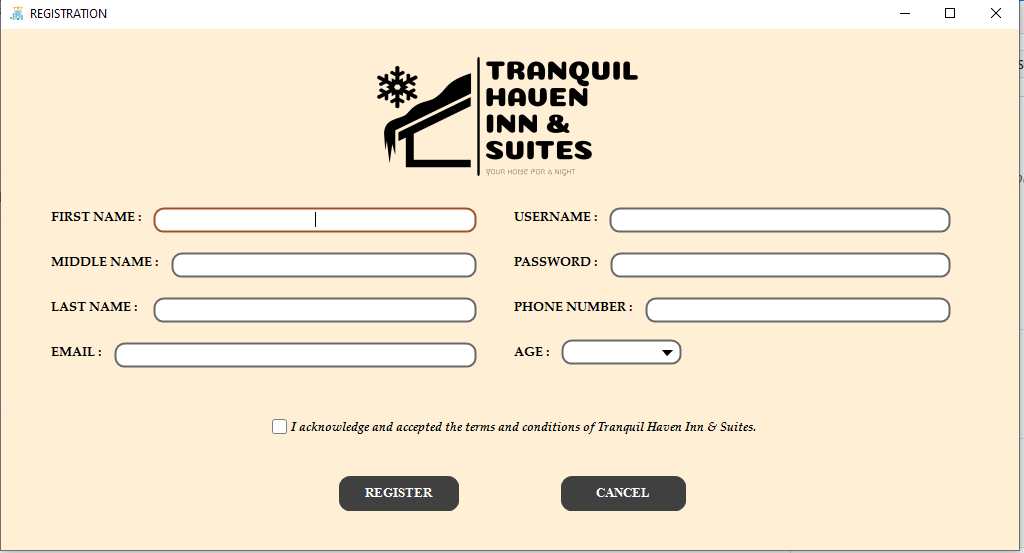 REGISTRATION
TRANQUIL
HAVEN
INN &
SUITES
YOUR HOME FOR A NIGHT
FIRST NAME :
USERNAME :
MIDDLE NAME :
PASSWORD :
LAST NAME :
PHONE NUMBER :
EMAIL :
AGE :
I acknowledge and accepted the terms and conditions of Tranquil Haven Inn & Suites.
REGISTER
CANCEL